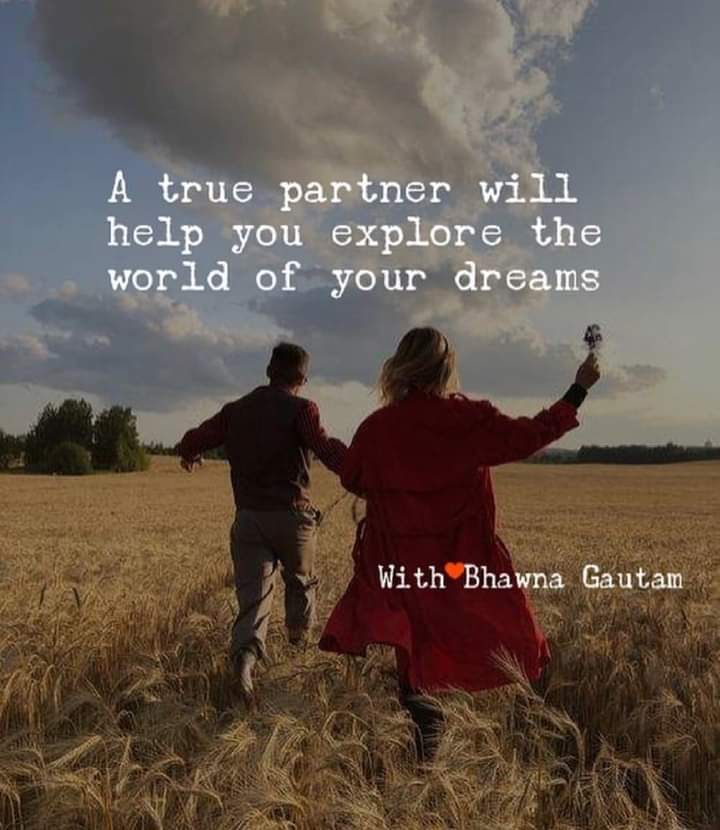 A true partner will
help you explore the
world of your dreams
With❤Bhawna Gautam